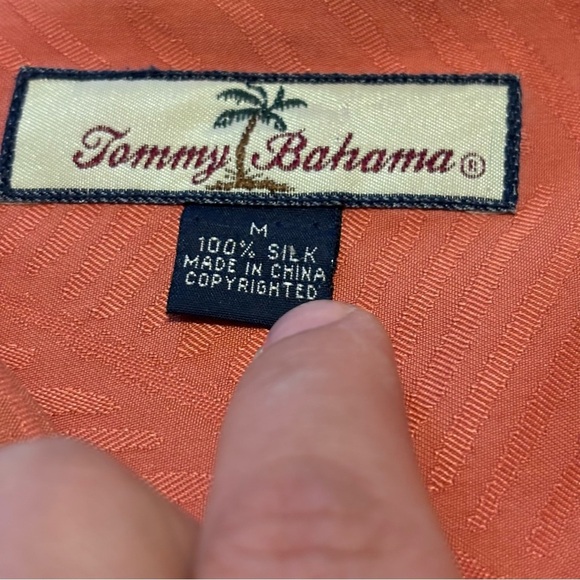 Tommy Bahama®
M
100% SILK
MADE IN CHINA
COPYRIGHTED